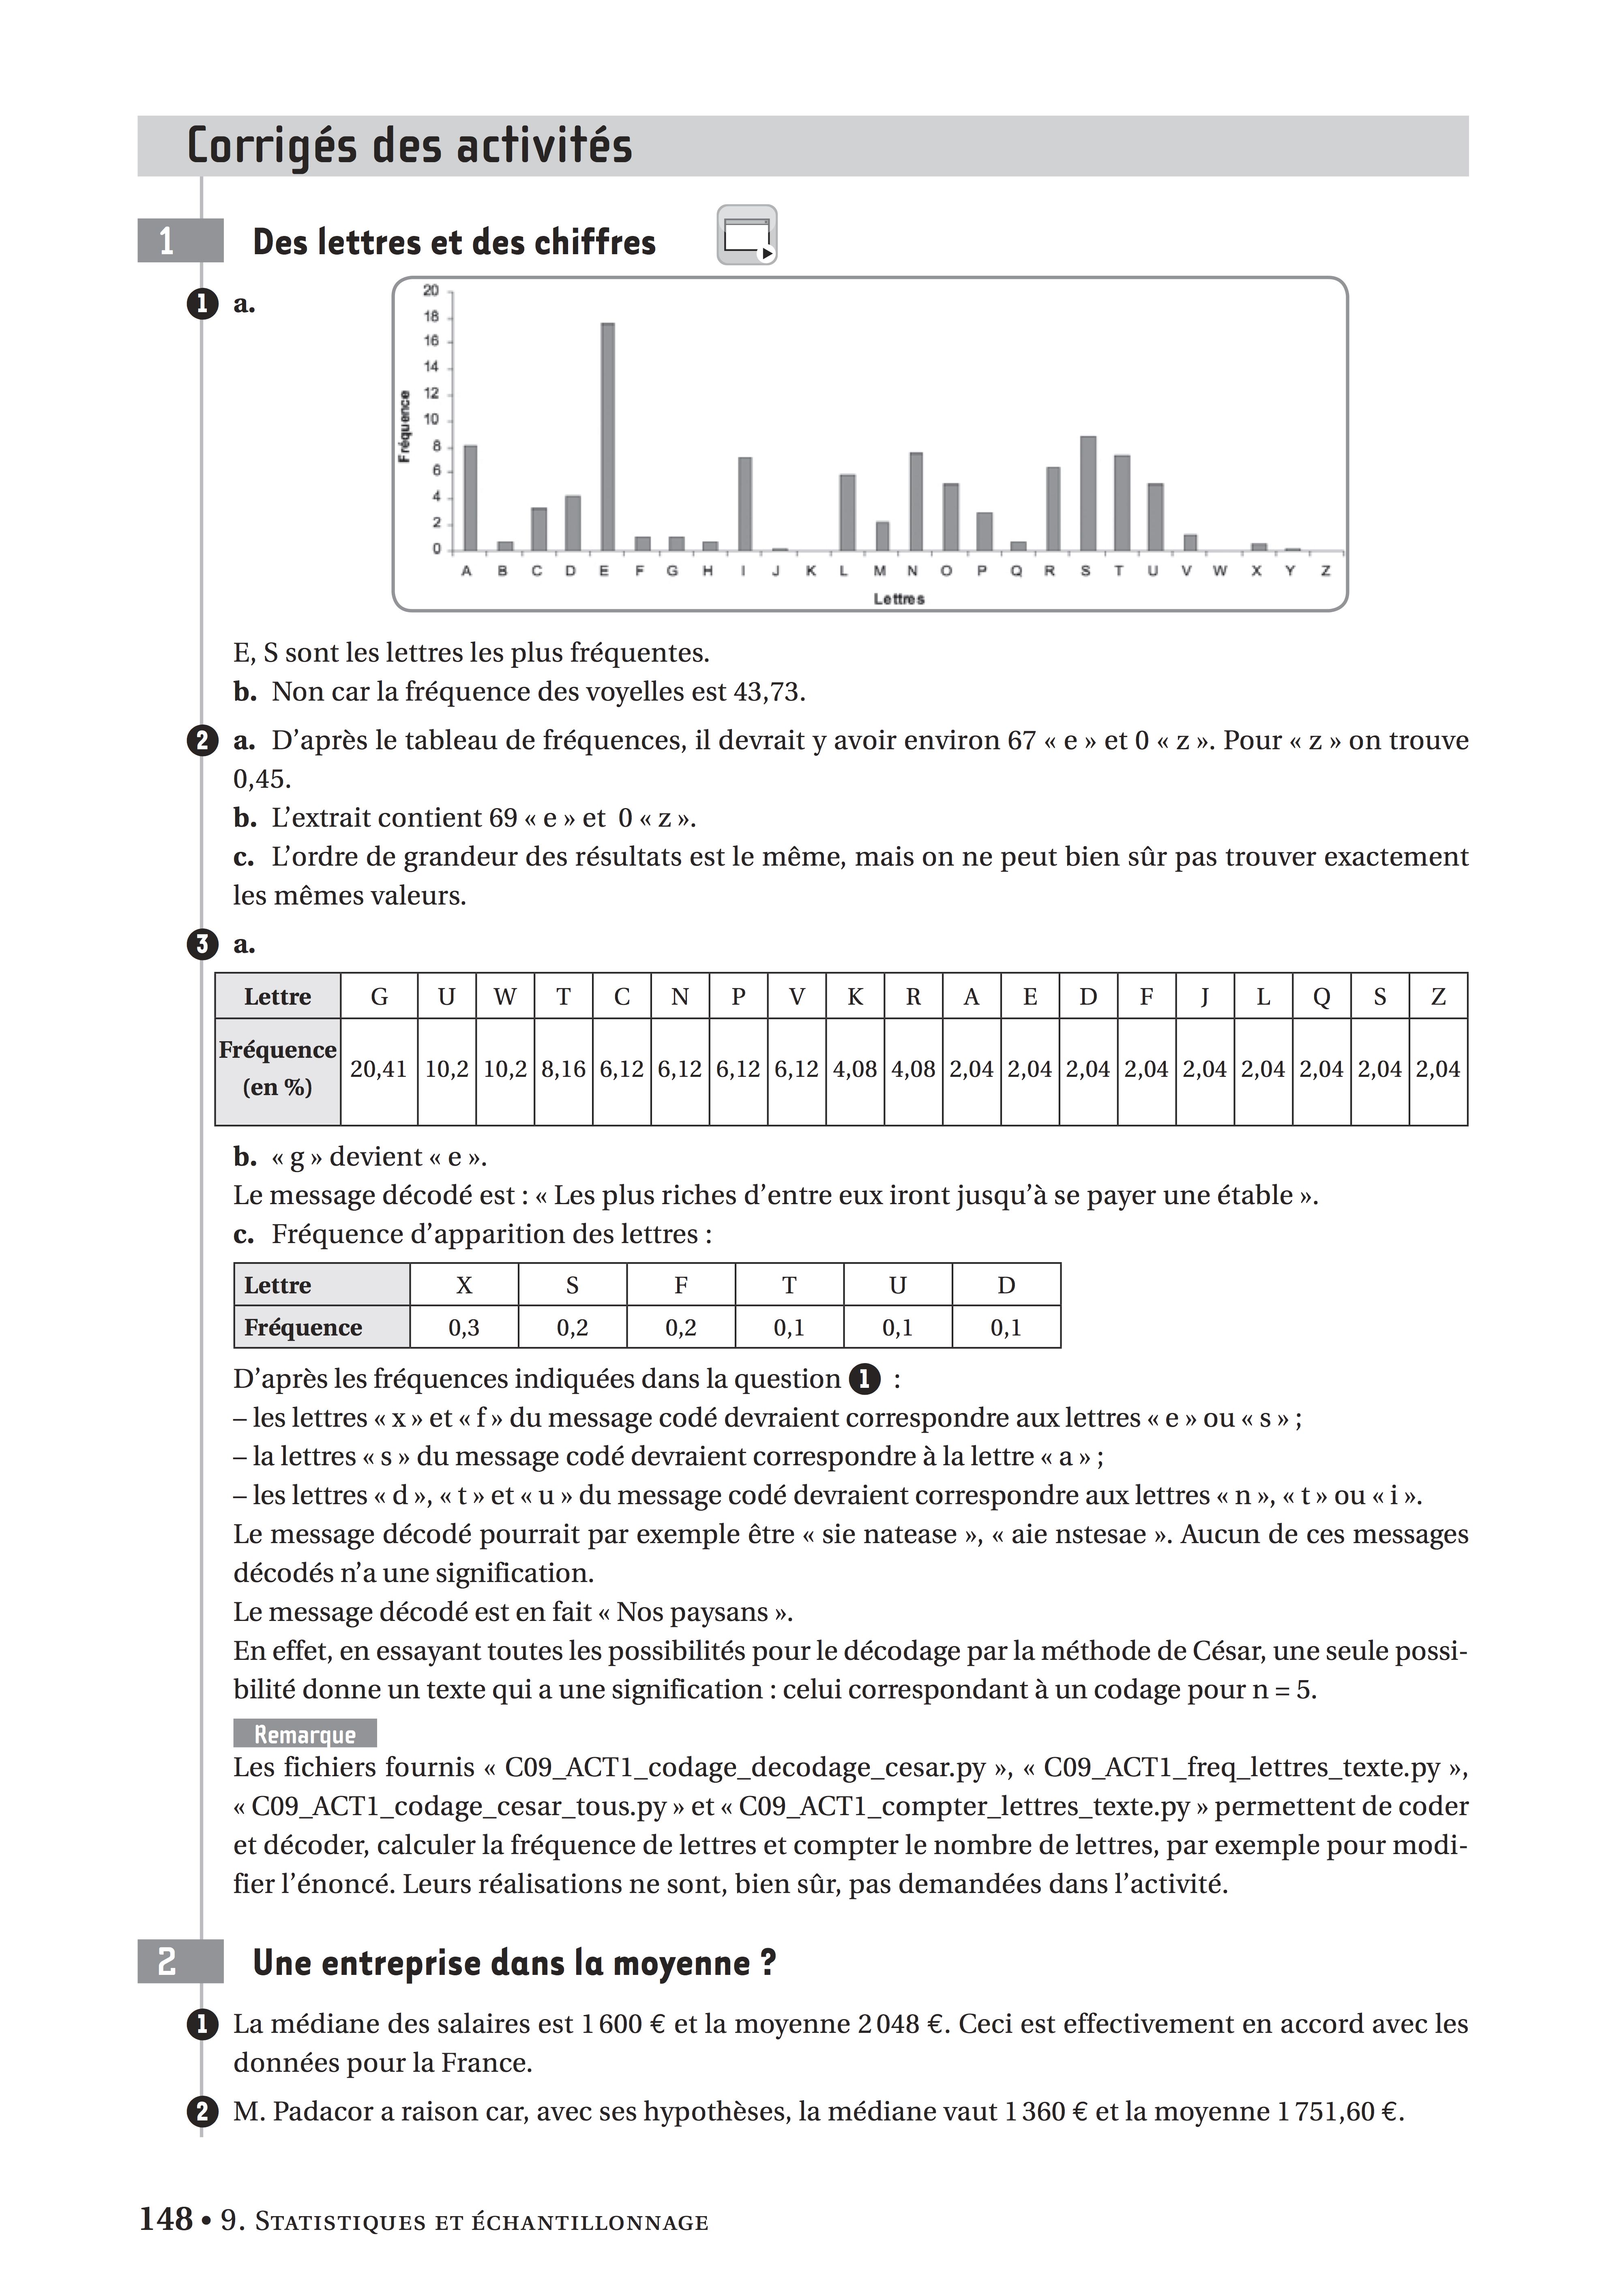 Corrigés des activités
1 Des lettres et des chiffres
1 a.
20
18
16
14
12
10
8
6
4
2
0
Fréquence
A B C D E F G H I J K L M N O P Q R S T U V W X Y Z
Lettres
E, S sont les lettres les plus fréquentes.
b. Non car la fréquence des voyelles est 43,73.
2 a. D’après le tableau de fréquences, il devrait y avoir environ 67 « e » et 0 « z ». Pour « z » on trouve
0,45.
b. L’extrait contient 69 « e » et 0 « z ».
c. L’ordre de grandeur des résultats est le même, mais on ne peut bien sûr pas trouver exactement
les mêmes valeurs.
3 a.
Lettre G U W T C N P V K R A E D F J L Q S Z
Fréquence
(en %) 20,41 10,2 10,2 8,16 6,12 6,12 6,12 6,12 4,08 4,08 2,04 2,04 2,04 2,04 2,04 2,04 2,04 2,04 2,04
b. « g » devient « e ».
Le message décodé est : « Les plus riches d’entre eux iront jusqu’à se payer une étable ».
c. Fréquence d’apparition des lettres :
Lettre X S F T U D
Fréquence 0,3 0,2 0,2 0,1 0,1 0,1
D’après les fréquences indiquées dans la question 1 :
– les lettres « x » et « f » du message codé devraient correspondre aux lettres « e » ou « s » ;
– la lettres « s » du message codé devraient correspondre à la lettre « a » ;
– les lettres « d », « t » et « u » du message codé devraient correspondre aux lettres « n », « t » ou « i ».
Le message décodé pourrait par exemple être « sie natease », « aie nstesae ». Aucun de ces messages
décodés n’a une signification.
Le message décodé est en fait « Nos paysans ».
En effet, en essayant toutes les possibilités pour le décodage par la méthode de César, une seule possi-
bilité donne un texte qui a une signification : celui correspondant à un codage pour n = 5.
Remarque
Les fichiers fournis « C09_ACT1_codage_decodage_cesar.py », « C09_ACT1_freq_lettres_texte.py »,
« C09_ACT1_codage_cesar_tous.py » et « C09_ACT1_compter_lettres_texte.py » permettent de coder
et décoder, calculer la fréquence de lettres et compter le nombre de lettres, par exemple pour modi-
fier l’énoncé. Leurs réalisations ne sont, bien sûr, pas demandées dans l’activité.
2 Une entreprise dans la moyenne ?
1 La médiane des salaires est 1 600 € et la moyenne 2 048 €. Ceci est effectivement en accord avec les
données pour la France.
2 M. Padacor a raison car, avec ses hypothèses, la médiane vaut 1 360 € et la moyenne 1 751,60 €.
148 • 9. Statistiques et échantillonnage